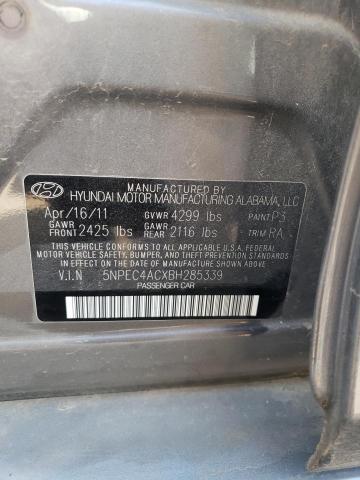 MANUFACTURED BY
HYUNDAI MOTOR MANUFACTURING ALABAMA, LLC
Apr/16/11 GVWR 4299 lbs PAINT P3
GAWR FRONT 2425 lbs GAWR REAR 2116 lbs TRIM RA
THIS VEHICLE CONFORMS TO ALL APPLICABLE U.S.A. FEDERAL
MOTOR VEHICLE SAFETY, BUMPER, AND THEFT PREVENTION
STANDARDS IN EFFECT ON THE DATE OF MANUFACTURE SHOWN ABOVE.
V.I.N 5NPEC4ACXBH285339
PASSENGER CAR